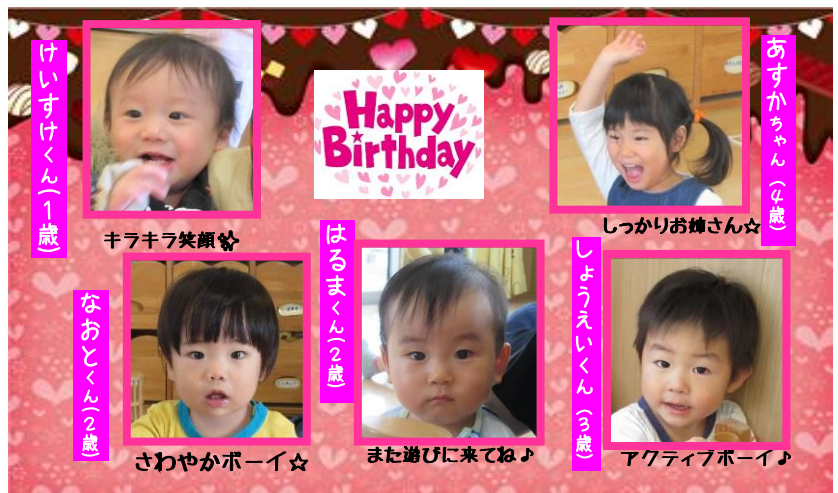 けいすけくん(1歳)
キラキラ笑顔✨
Happy
Birthday
あすかちゃん(4歳)
しっかりお姉さん☆
なおとくん(2歳)
さわやかボーイ☆
はるまくん(2歳)
また遊びに来てね♪
しょうえいくん(3歳)
アクティブボーイ♪